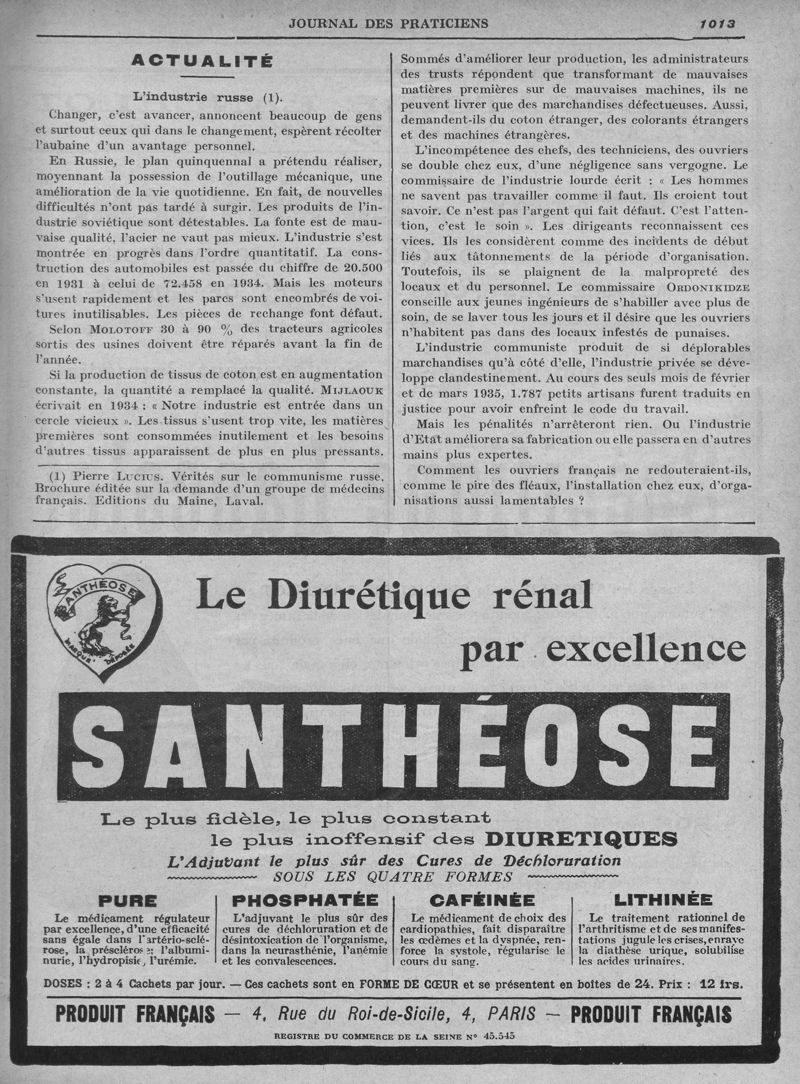 JOURNAL DES PRATICIENS 1013
ACTUALITÉ
L'industrie russe (1).
Changer, c'est avancer, annoncent beaucoup de gens
et surtout ceux qui dans le changement, espèrent récolter
l'aubaine d'un avantage personnel.
En Russie, le plan quinquennal a prétendu réaliser,
moyennant la possession de l'outillage mécanique, une
amélioration de la vie quotidienne. En fait, de nouvelles
difficultés n'ont pas tardé à surgir. Les produits de l'in-
dustrie soviétique sont détestables. La fonte est de mau-
vaise qualité, l'acier ne vaut pas mieux. L'industrie s'est
montrée en progrès dans l'ordre quantitatif. La cons-
truction des automobiles est passée du chiffre de 20.500
en 1931 à celui de 72.458 en 1934. Mais les moteurs
s'usent rapidement et les parcs sont encombrés de voi-
tures inutilisables. Les pièces de rechange font défaut.
Selon MOLOTOFF 30 à 90 % des tracteurs agricoles
sortis des usines doivent être réparés avant la fin de
l'année.
Si la production de tissus de coton est en augmentation
constante, la quantité a remplacé la qualité. MIJLAOUK
écrivait en 1934 : « Notre industrie est entrée dans un
cercle vicieux ». Les tissus s'usent trop vite, les matières
premières sont consommées inutilement et les besoins
d'autres tissus apparaissent de plus en plus pressants.
(1) Pierre LUCIUS. Vérités sur le communisme russe.
Brochure éditée sur la demande d'un groupe de médecins
français. Editions du Maine, Laval.
Sommés d'améliorer leur production, les administrateurs
des trusts répondent que transformant de mauvaises
matières premières sur de mauvaises machines, ils ne
peuvent livrer que des marchandises défectueuses. Aussi,
demandent-ils du coton étranger, des colorants étrangers
et des machines étrangères.
L'incompétence des chefs, des techniciens, des ouvriers
se double chez eux, d'une négligence sans vergogne. Le
commissaire de l'industrie lourde écrit : « Les hommes
ne savent pas travailler comme il faut. Ils croient tout
savoir. Ce n'est pas l'argent qui fait défaut. C'est l'atten-
tion, c'est le soin ». Les dirigeants reconnaissent ces
vices. Ils les considèrent comme des incidents de début
liés aux tâtonnements de la période d'organisation.
Toutefois, ils se plaignent de la malpropreté des
locaux et du personnel. Le commissaire ORDONIKIDZE
conseille aux jeunes ingénieurs de s'habiller avec plus de
soin, de se laver tous les jours et il désire que les ouvriers
n'habitent pas dans des locaux infestés de punaises.
L'industrie communiste produit de si déplorables
marchandises qu'à côté d'elle, l'industrie privée se déve-
loppe clandestinement. Au cours des seuls mois de février
et de mars 1935, 1.787 petits artisans furent traduits en
justice pour avoir enfreint le code du travail.
Mais les pénalités n'arrêteront rien. Ou l'industrie
d'Etat améliorera sa fabrication ou elle passera en d'autres
mains plus expertes.
Comment les ouvriers français ne redouteraient-ils,
comme le pire des fléaux, l'installation chez eux, d'orga-
nisations aussi lamentables ?
SANTHÉOSE
MARQUE DÉPOSÉE
Le Diurétique rénal
par excellence
SANTHÉOSE
Le plus fidèle, le plus constant
le plus inoffensif des DIURETIQUES
L'Adjuvant le plus sûr des Cures de Déchloruration
SOUS LES QUATRE FORMES
PURE
Le médicament régulateur
par excellence, d'une efficacité
sans égale dans l'artério-sclé-
rose, la présclérose, l'albumi-
nurie, l'hydropisie, l'urémie.
PHOSPHATÉE
L'adjuvant le plus sûr des
cures de déchloruration et de
désintoxication de l'organisme,
dans la neurasthénie, l'anémie
et les convalescences.
CAFÉINÉE
Le médicament de choix des
cardiopathies, fait disparaître
les œdèmes et la dyspnée, ren-
force la systole, régularise le
cours du sang.
LITHINÉE
Le traitement rationnel de
l'arthritisme et de ses manifes-
tations jugule les crises, enraye
la diathèse urique, solubilise
les acides urinaires.
DOSES : 2 à 4 Cachets par jour. — Ces cachets sont en FORME DE CŒUR et se présentent en boîtes de 24. Prix : 12 frs.
PRODUIT FRANÇAIS — 4, Rue du Roi-de-Sicile, 4, PARIS — PRODUIT FRANÇAIS
REGISTRE DU COMMERCE DE LA SEINE N° 45.545